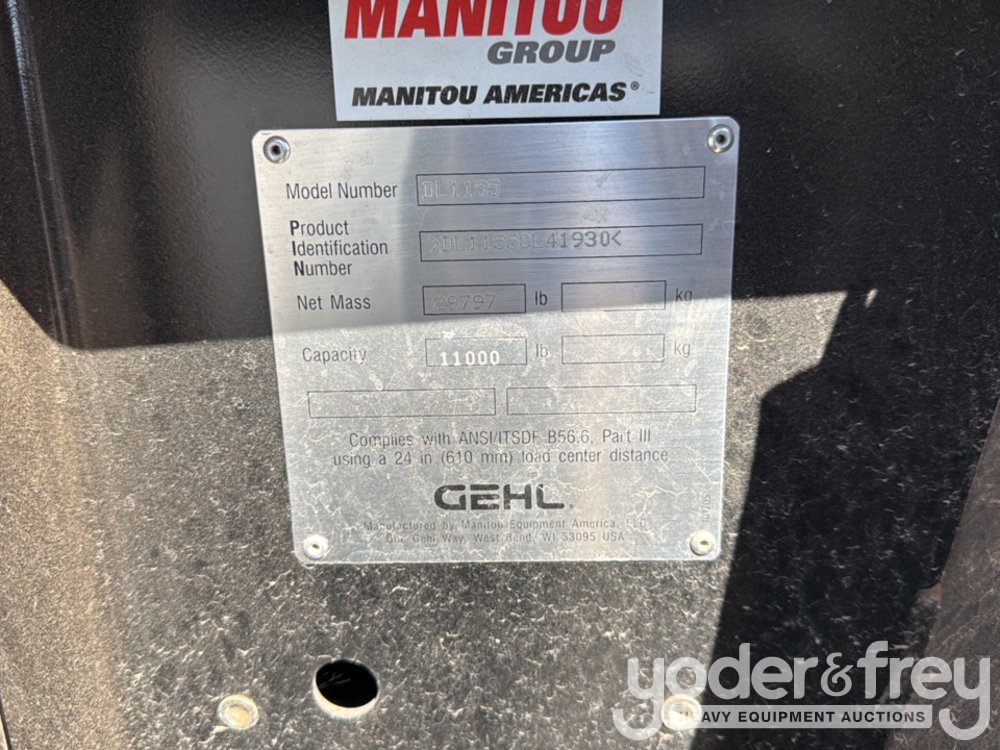 MANITOU
GROUP
MANITOU AMERICAS®
Model Number DL11S5
Product
Identification
Number
>DL11S5CL41930<
Net Mass 29797 lb kg
Capacity 11000 lb kg
Complies with ANSI/ITSDF B56.6, Part III
using a 24 in (610 mm) load center distance
GEHL
Manufactured by Manitou Equipment America, LLC
One Gehl Way, West Bend, WI 53095 USA
yoder&frey
HEAVY EQUIPMENT AUCTIONS